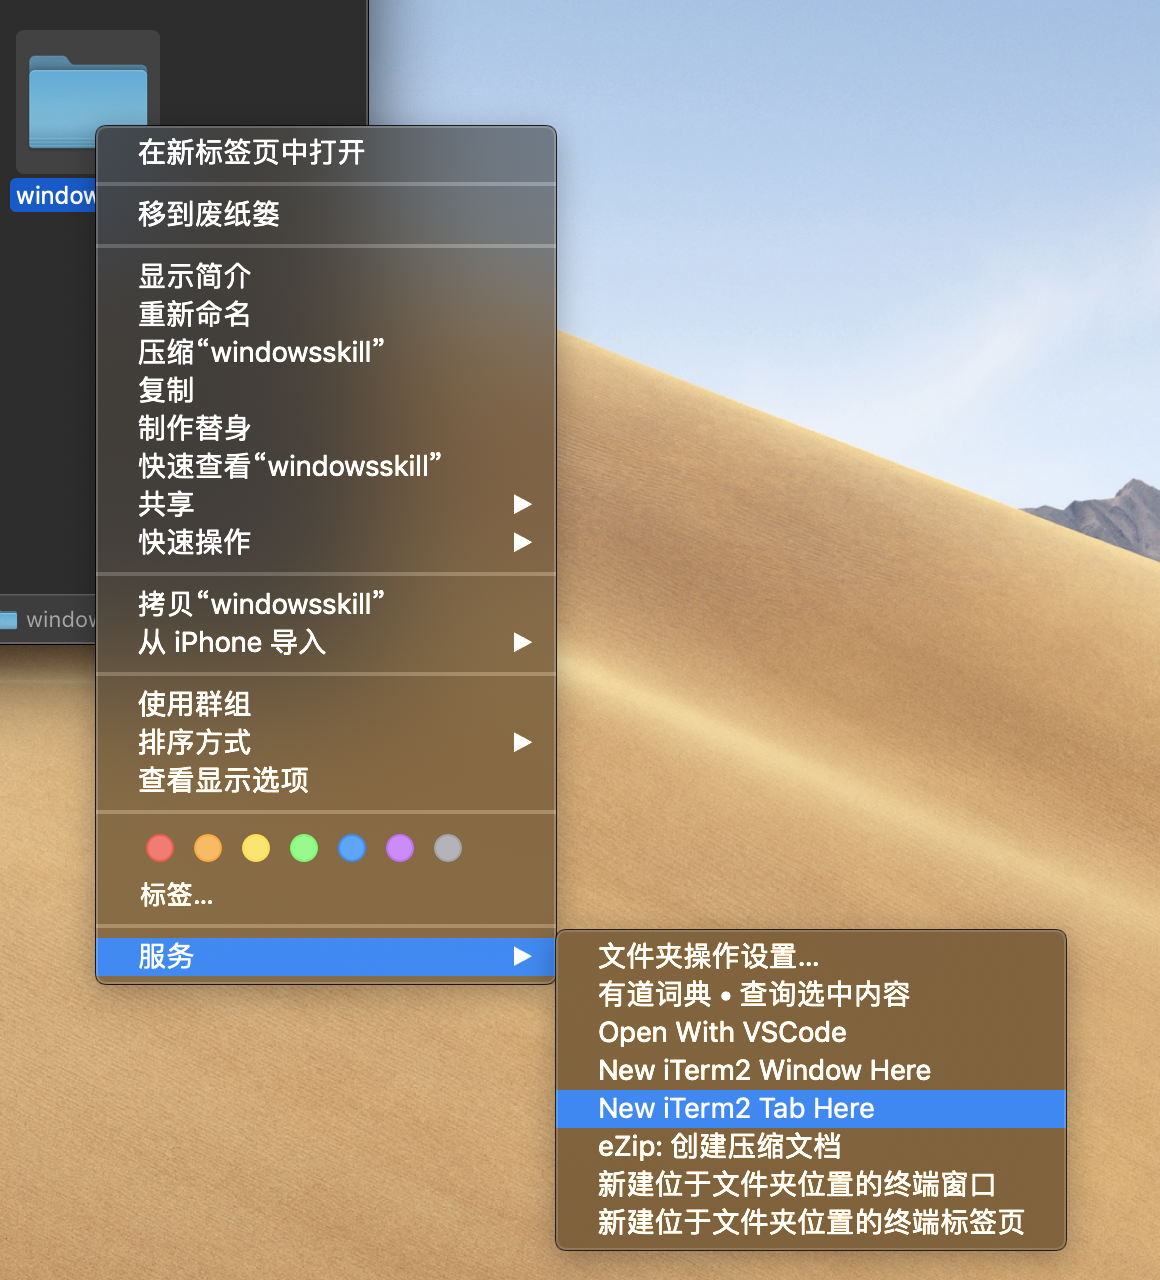 在新标签页中打开
移到废纸篓
显示简介
重新命名
压缩“windowsskill”
复制
制作替身
快速查看“windowsskill”
共享
快速操作
拷贝“windowsskill”
从 iPhone 导入
使用群组
排序方式
查看显示选项
标签...
服务
文件夹操作设置...
有道词典 • 查询选中内容
Open With VSCode
New iTerm2 Window Here
New iTerm2 Tab Here
eZip: 创建压缩文档
新建位于文件夹位置的终端窗口
新建位于文件夹位置的终端标签页